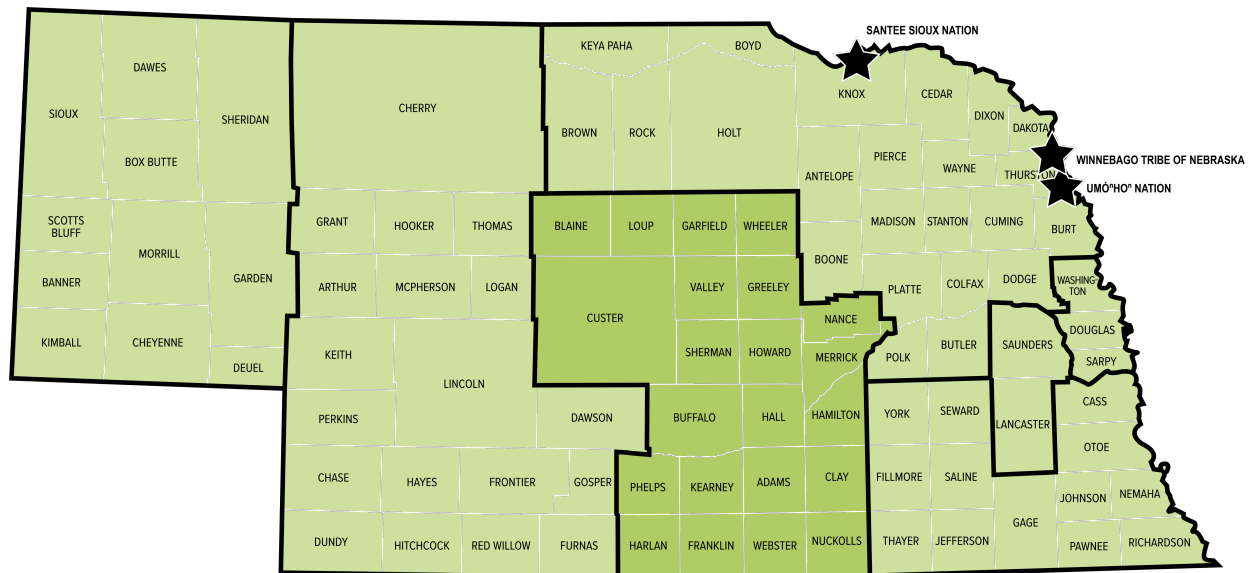 SANTEE SIOUX NATION
KEYA PAHA
BOYD
DAWES
SIOUX
CHERRY
KNOX
CEDAR
SHERIDAN
DIXON
DAKOTA
BROWN
ROCK
HOLT
BOX BUTTE
PIERCE
WINNEBAGO TRIBE OF NEBRASKA
WAYNE
THURSTON
ANTELOPE
UMÓⁿHOⁿ NATION
SCOTTS
BLUFF
GRANT
HOOKER
THOMAS
BLAINE
LOUP
GARFIELD
WHEELER
MADISON
STANTON
CUMING
BURT
MORRILL
BOONE
BANNER
GARDEN
ARTHUR
MCPHERSON
LOGAN
VALLEY
GREELEY
PLATTE
COLFAX
DODGE
WASHING-
TON
CUSTER
NANCE
DOUGLAS
KIMBALL
CHEYENNE
KEITH
SHERMAN
HOWARD
MERRICK
POLK
BUTLER
SAUNDERS
SARPY
DEUEL
LINCOLN
PERKINS
DAWSON
BUFFALO
HALL
HAMILTON
YORK
SEWARD
LANCASTER
CASS
OTOE
CHASE
HAYES
FRONTIER
GOSPER
PHELPS
KEARNEY
ADAMS
CLAY
FILLMORE
SALINE
JOHNSON
NEMAHA
GAGE
DUNDY
HITCHCOCK
RED WILLOW
FURNAS
HARLAN
FRANKLIN
WEBSTER
NUCKOLLS
THAYER
JEFFERSON
PAWNEE
RICHARDSON